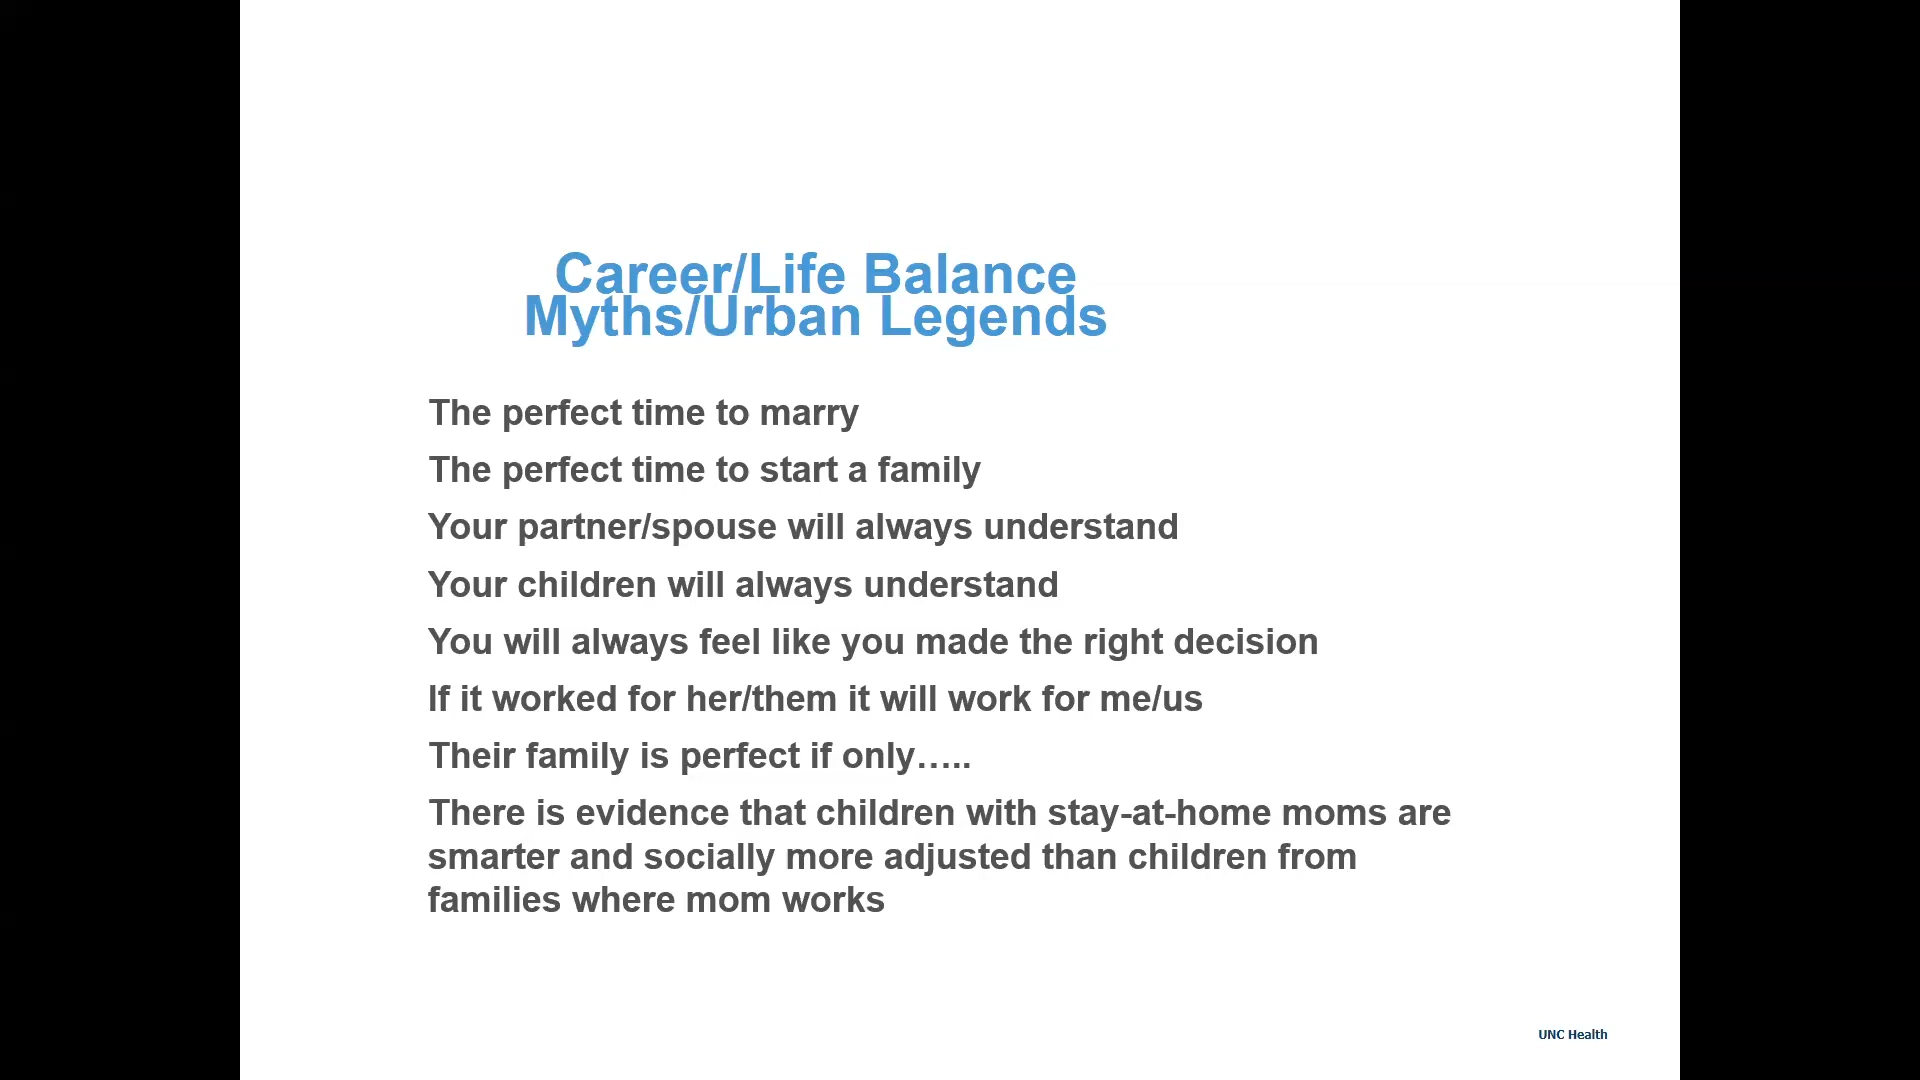 Career/Life Balance
Myths/Urban Legends
The perfect time to marry
The perfect time to start a family
Your partner/spouse will always understand
Your children will always understand
You will always feel like you made the right decision
If it worked for her/them it will work for me/us
Their family is perfect if only…..
There is evidence that children with stay-at-home moms are
smarter and socially more adjusted than children from
families where mom works
UNC Health